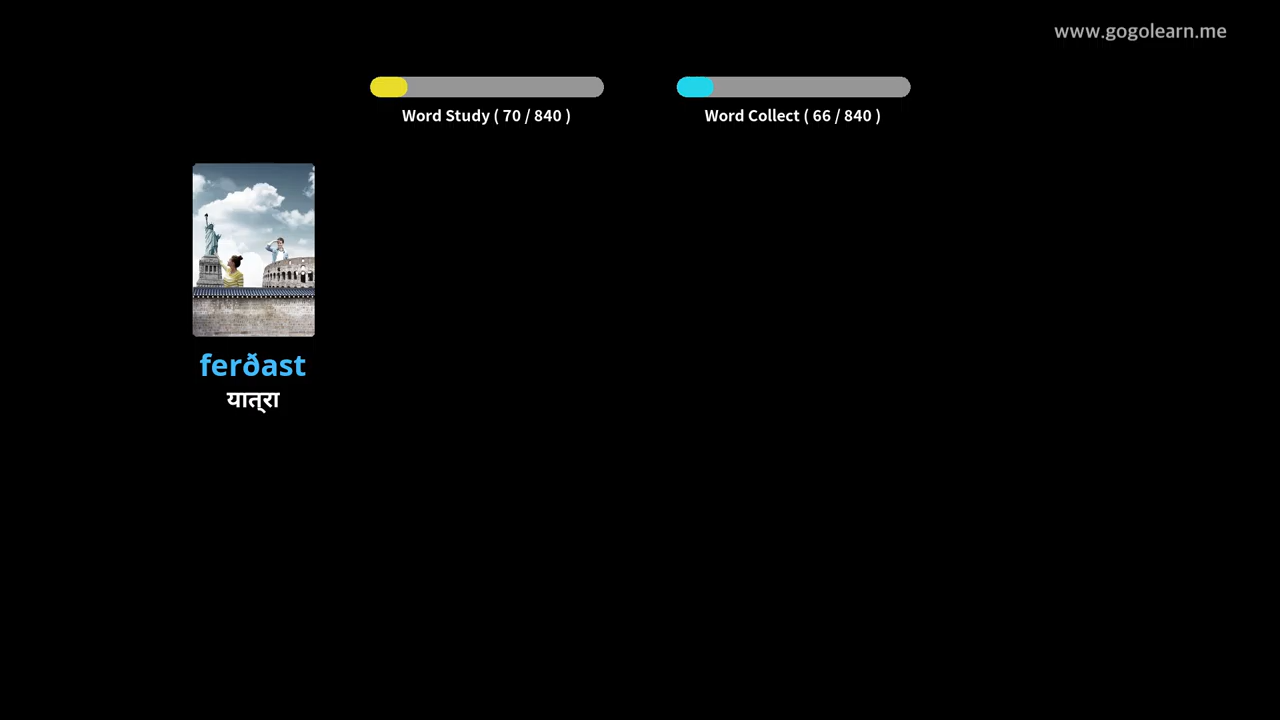 www.gogolearn.me
Word Study ( 70 / 840 )
Word Collect ( 66 / 840 )
ferðast
यात्रा